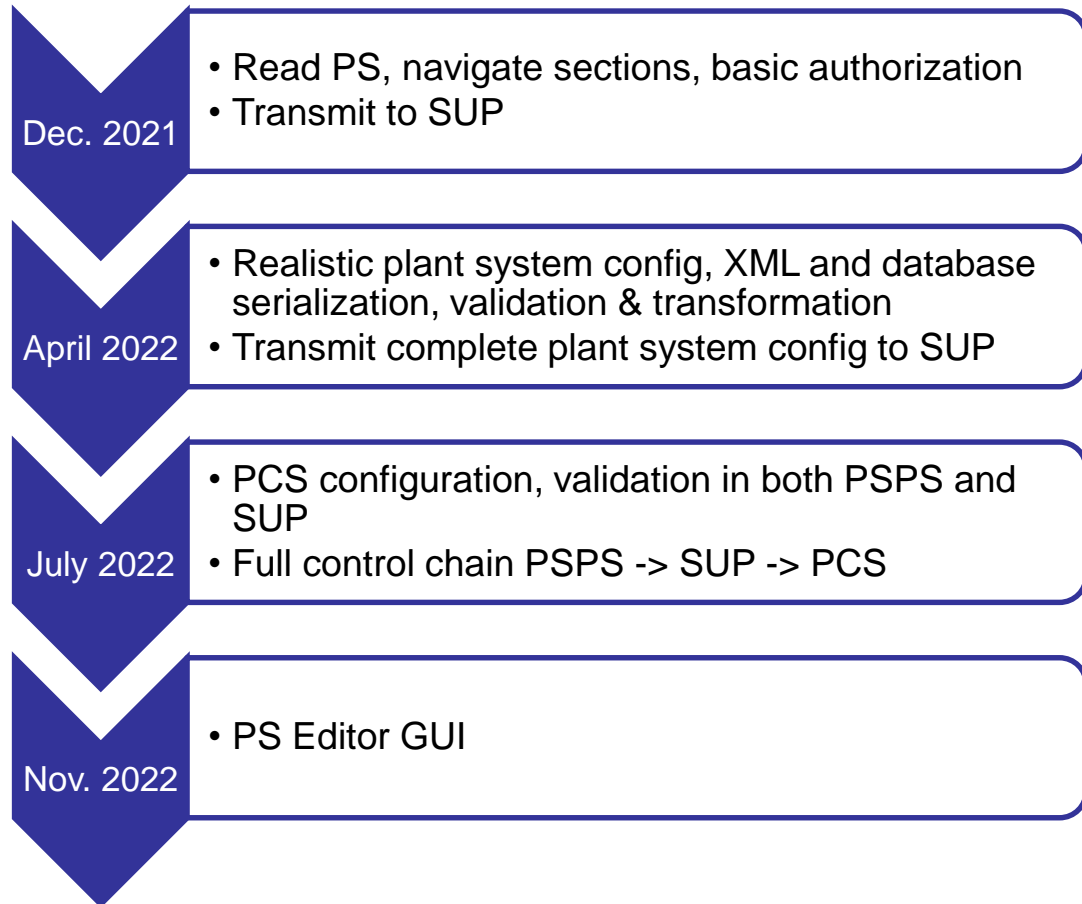 Dec. 2021
• Read PS, navigate sections, basic authorization
• Transmit to SUP
April 2022
• Realistic plant system config, XML and database
serialization, validation & transformation
• Transmit complete plant system config to SUP
July 2022
• PCS configuration, validation in both PSPS and
SUP
• Full control chain PSPS -> SUP -> PCS
Nov. 2022
• PS Editor GUI